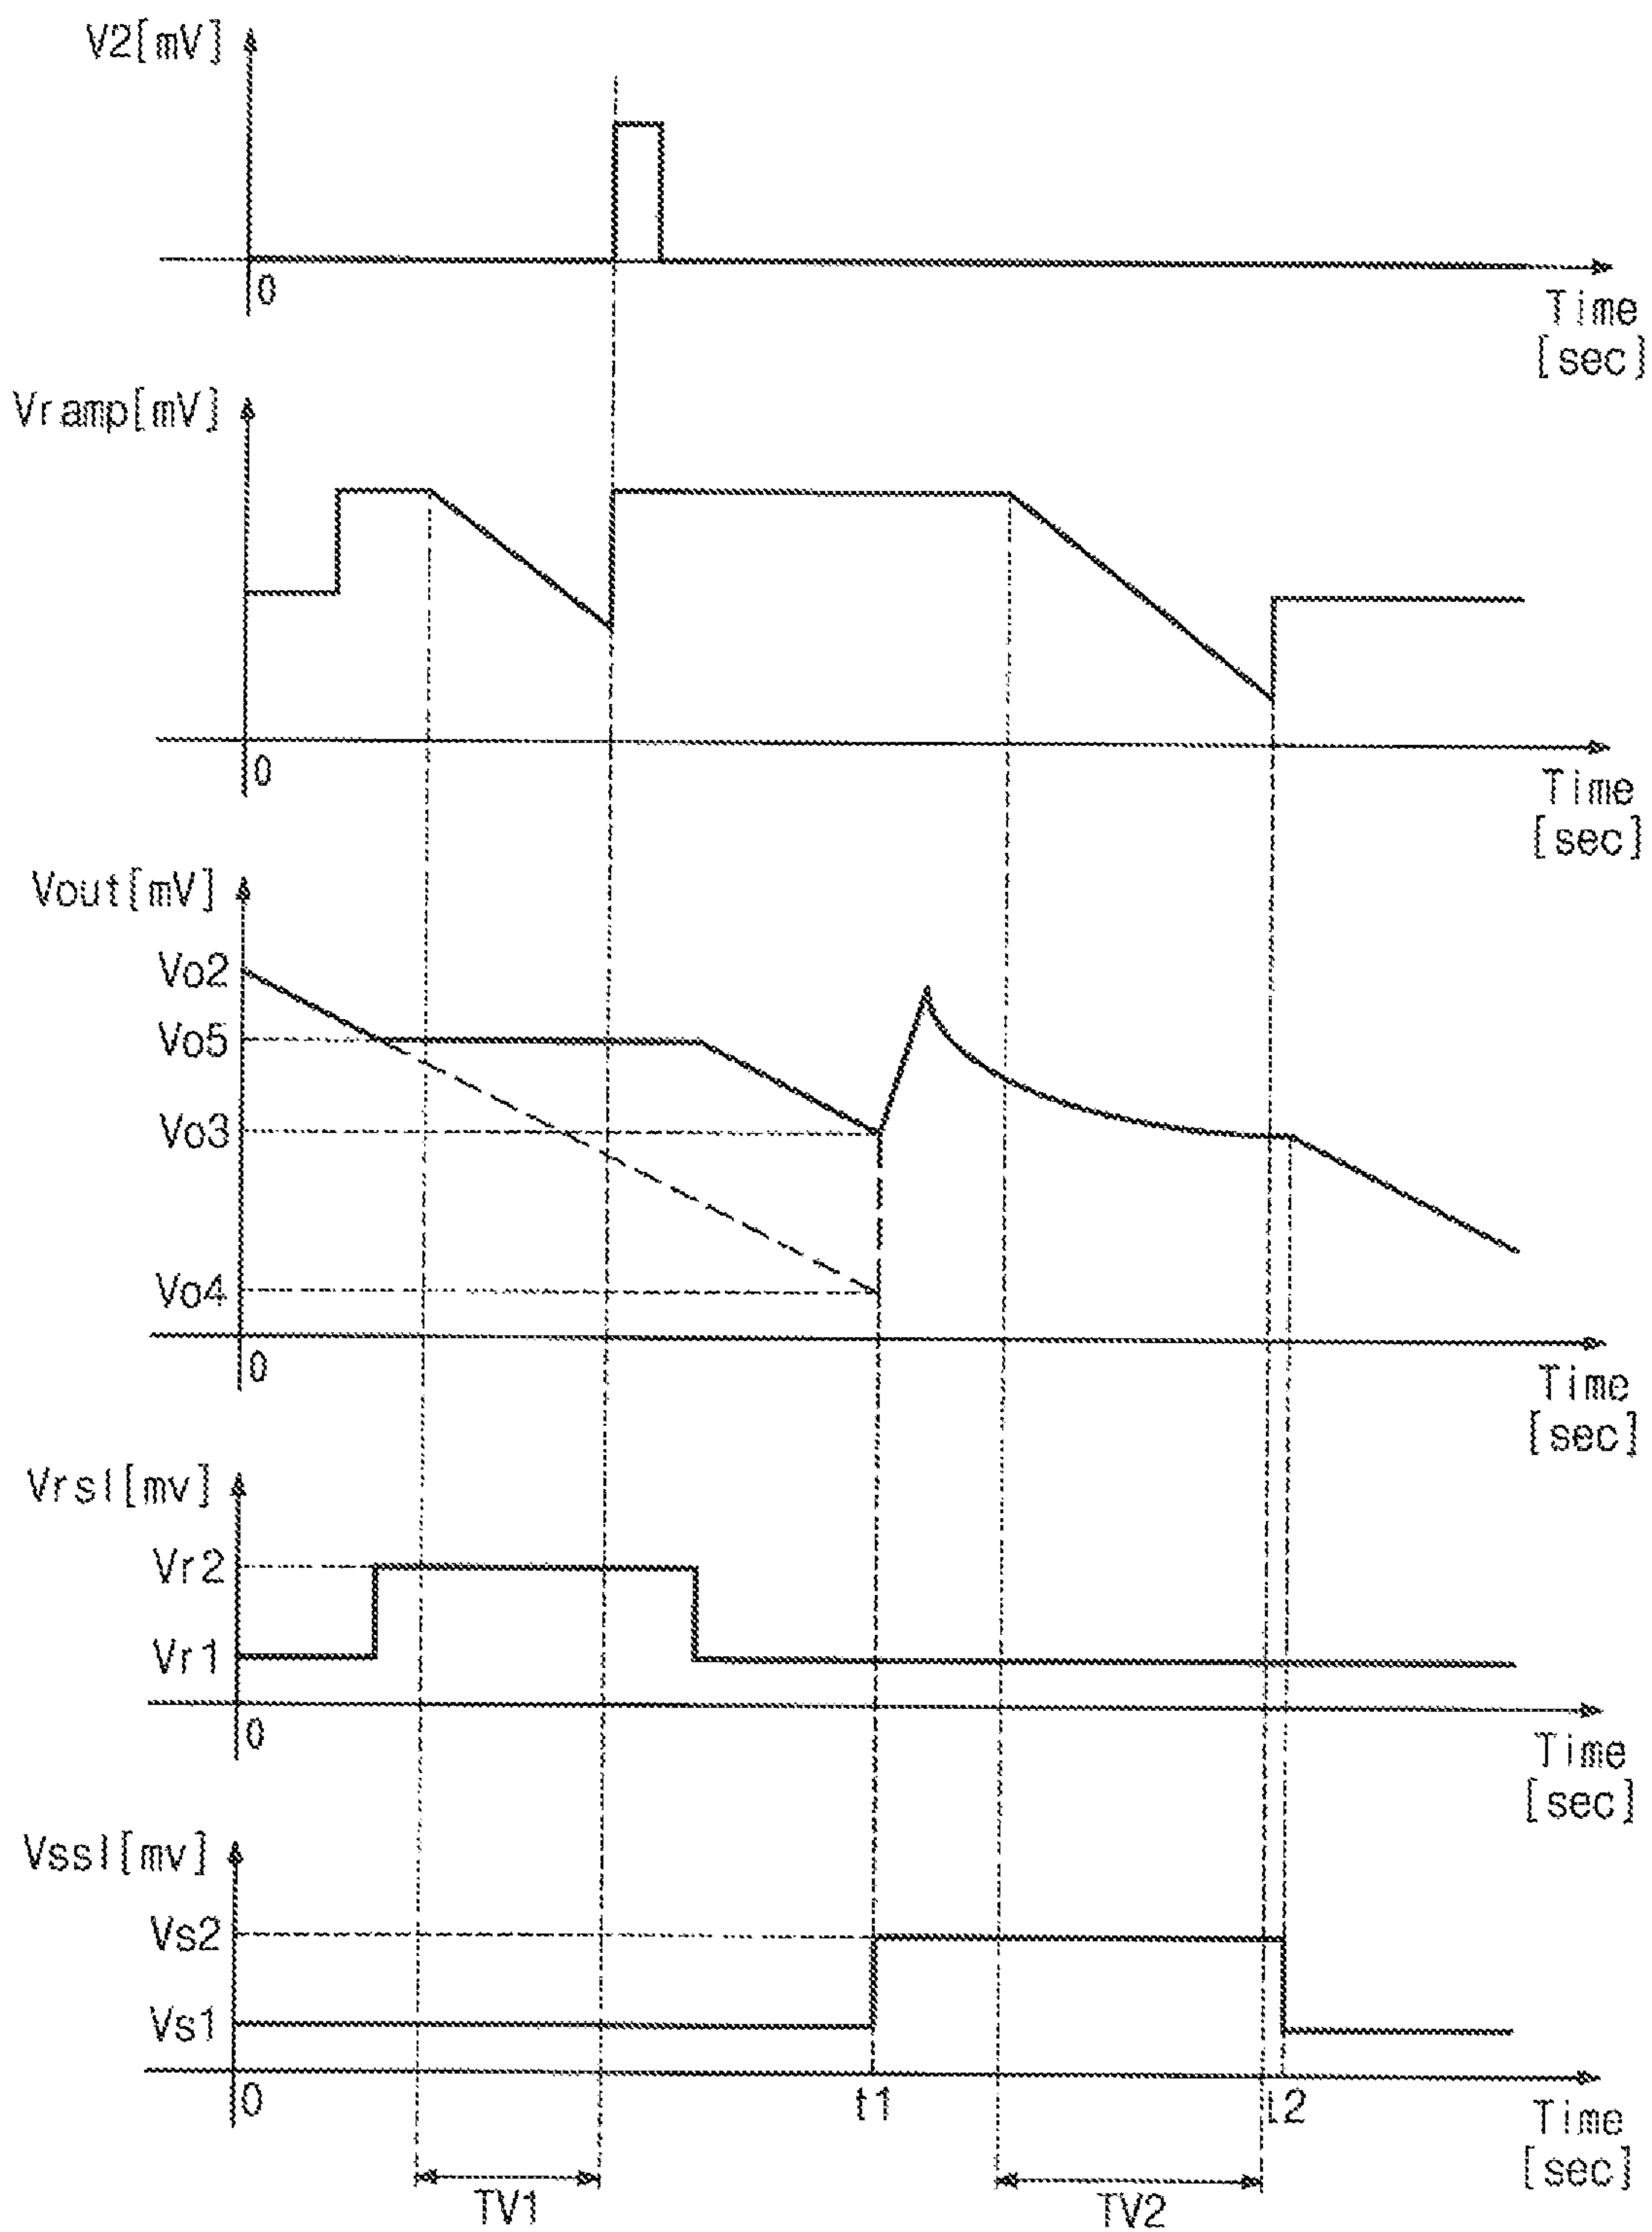 V2[mV]
0
Time
[sec]
Vramp[mV]
0
Time
[sec]
Vout[mV]
Vo2
Vo5
Vo3
Vo4
0
Time
[sec]
Vrsl[mv]
Vr2
Vr1
0
Time
[sec]
Vssl[mv]
Vs2
Vs1
0
t1
t2
Time
[sec]
TV1
TV2